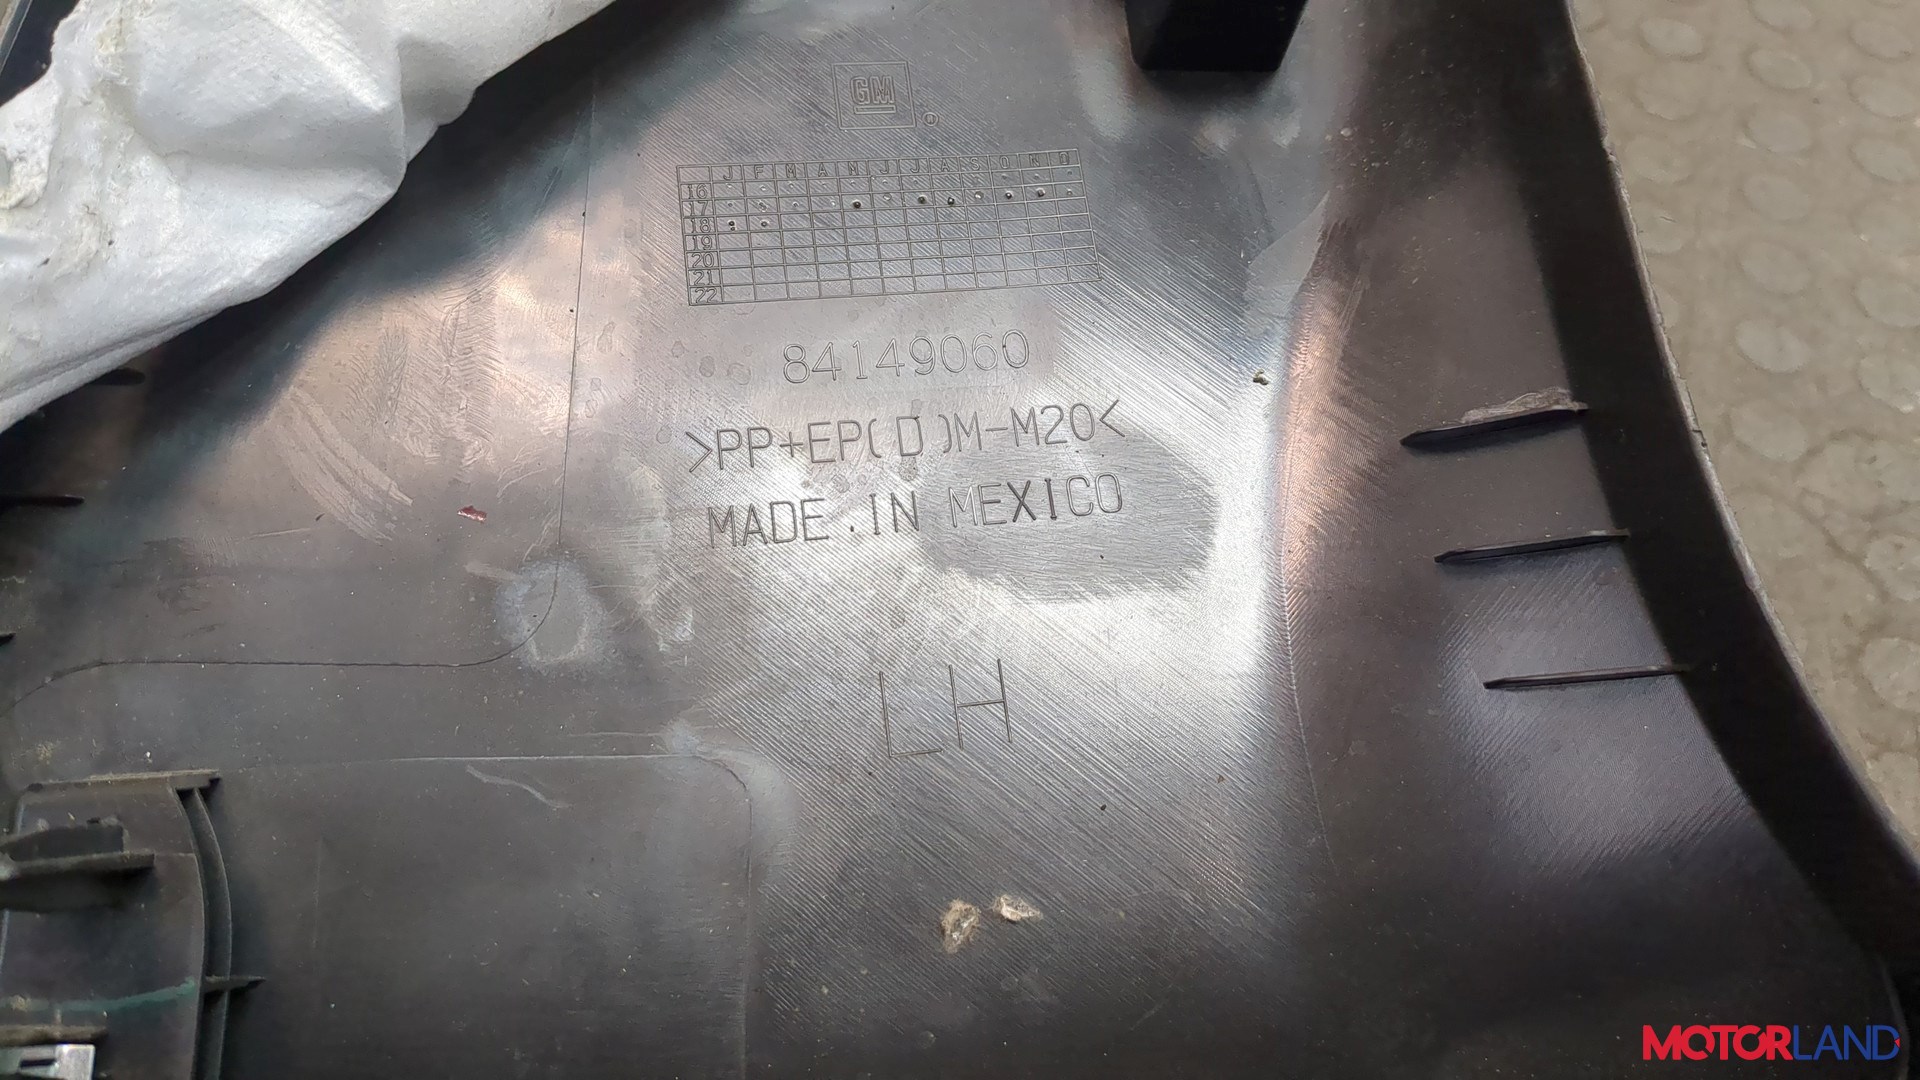 GM
J F M A M J J A S O N D
16
17
18
19
20
21
22
84149060
>PP+EP(D)M-M20<
MADE IN MEXICO
LH
MOTORLAND